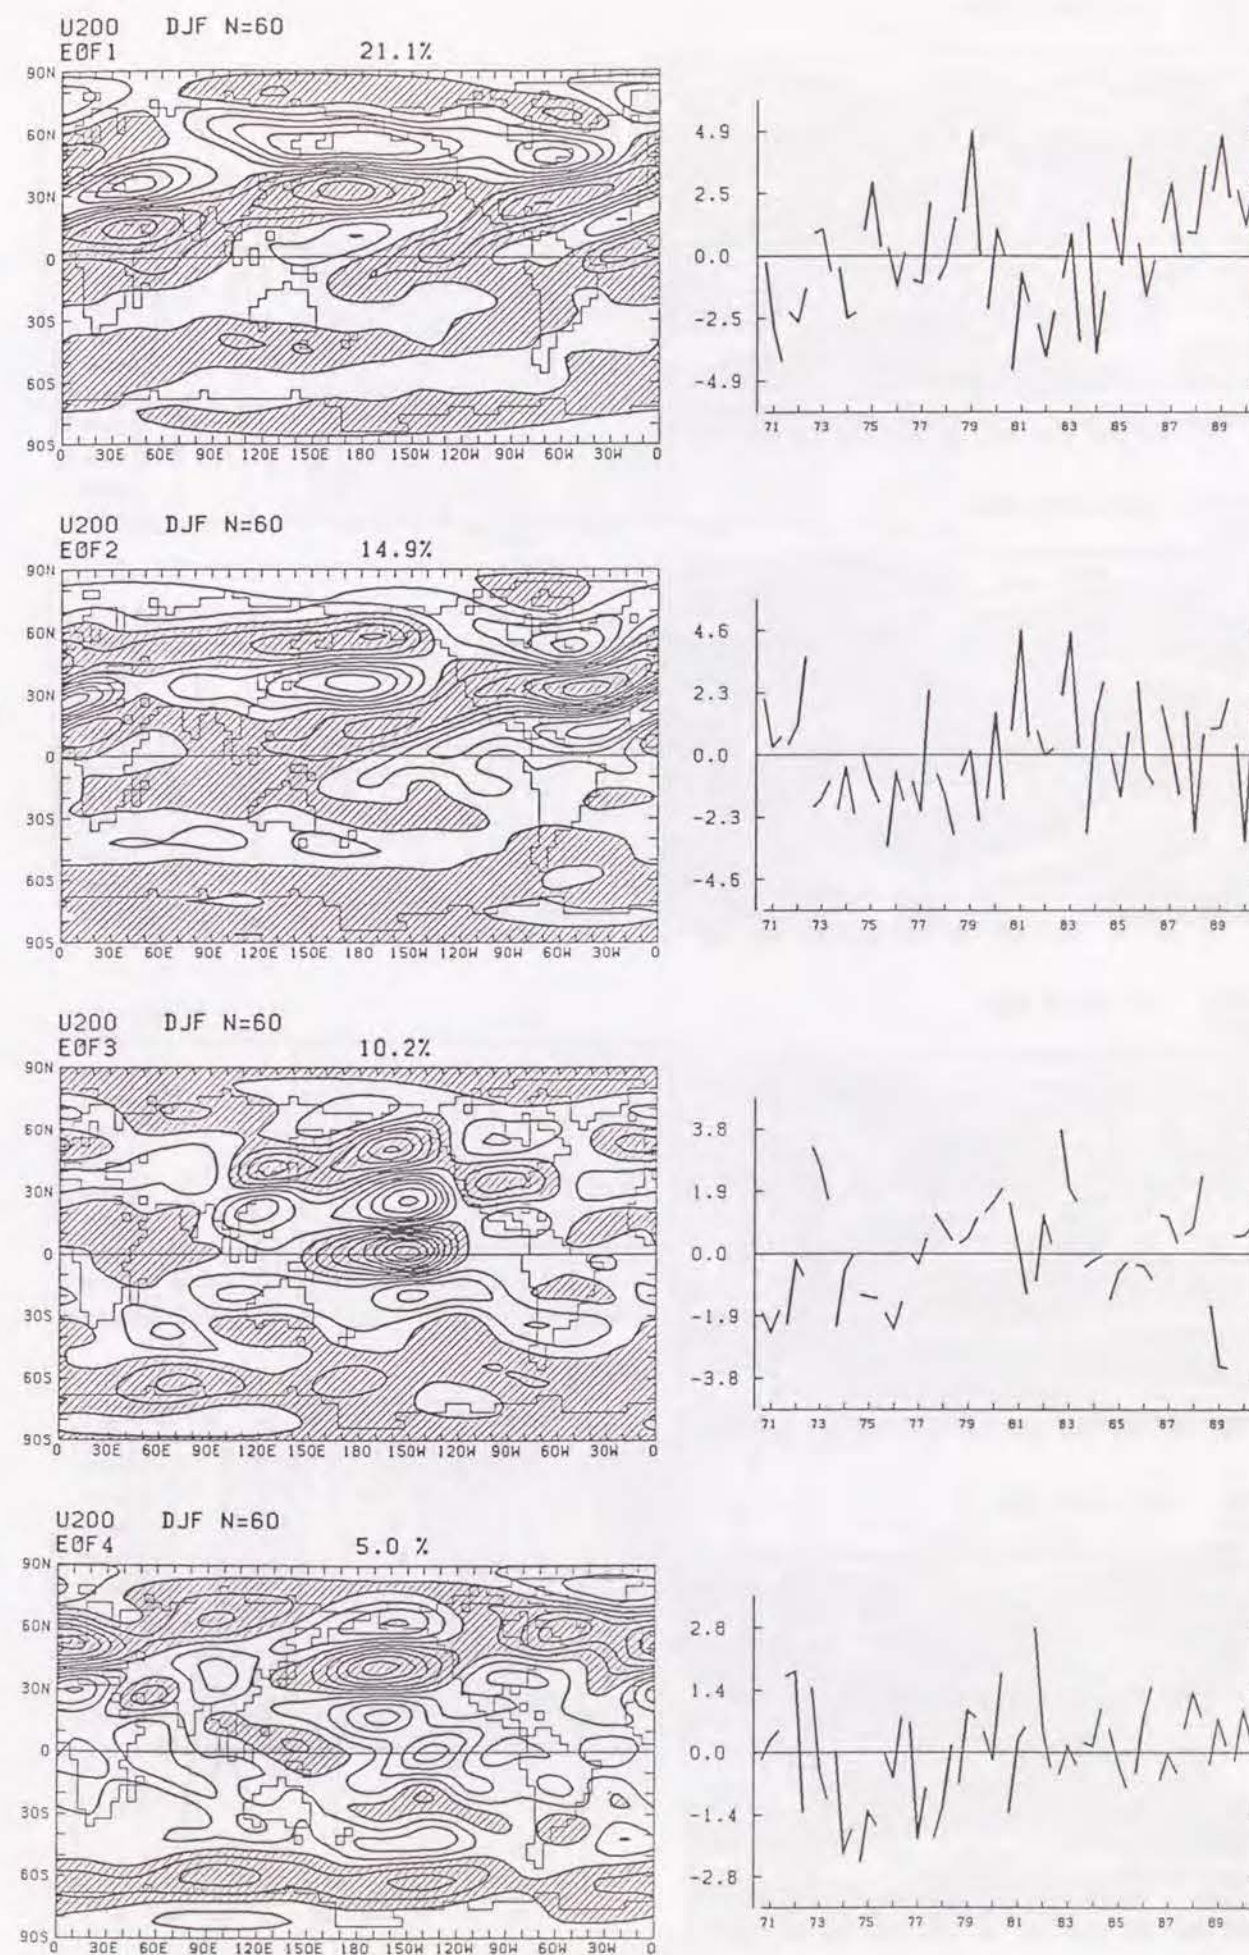 U200 DJF N=60
EOF1 21.1%
90N
60N
30N
0
30S
60S
90S
0 30E 60E 90E 120E 150E 180 150W 120W 90W 60W 30W 0
4.9
2.5
0.0
-2.5
-4.9
71 73 75 77 79 81 83 85 87 89
U200 DJF N=60
EOF2 14.9%
90N
60N
30N
0
30S
60S
90S
0 30E 60E 90E 120E 150E 180 150W 120W 90W 60W 30W 0
4.6
2.3
0.0
-2.3
-4.6
71 73 75 77 79 81 83 85 87 89
U200 DJF N=60
EOF3 10.2%
90N
60N
30N
0
30S
60S
90S
0 30E 60E 90E 120E 150E 180 150W 120W 90W 60W 30W 0
3.8
1.9
0.0
-1.9
-3.8
71 73 75 77 79 81 83 85 87 89
U200 DJF N=60
EOF4 5.0 %
90N
60N
30N
0
30S
60S
90S
0 30E 60E 90E 120E 150E 180 150W 120W 90W 60W 30W 0
2.8
1.4
0.0
-1.4
-2.8
71 73 75 77 79 81 83 85 87 89